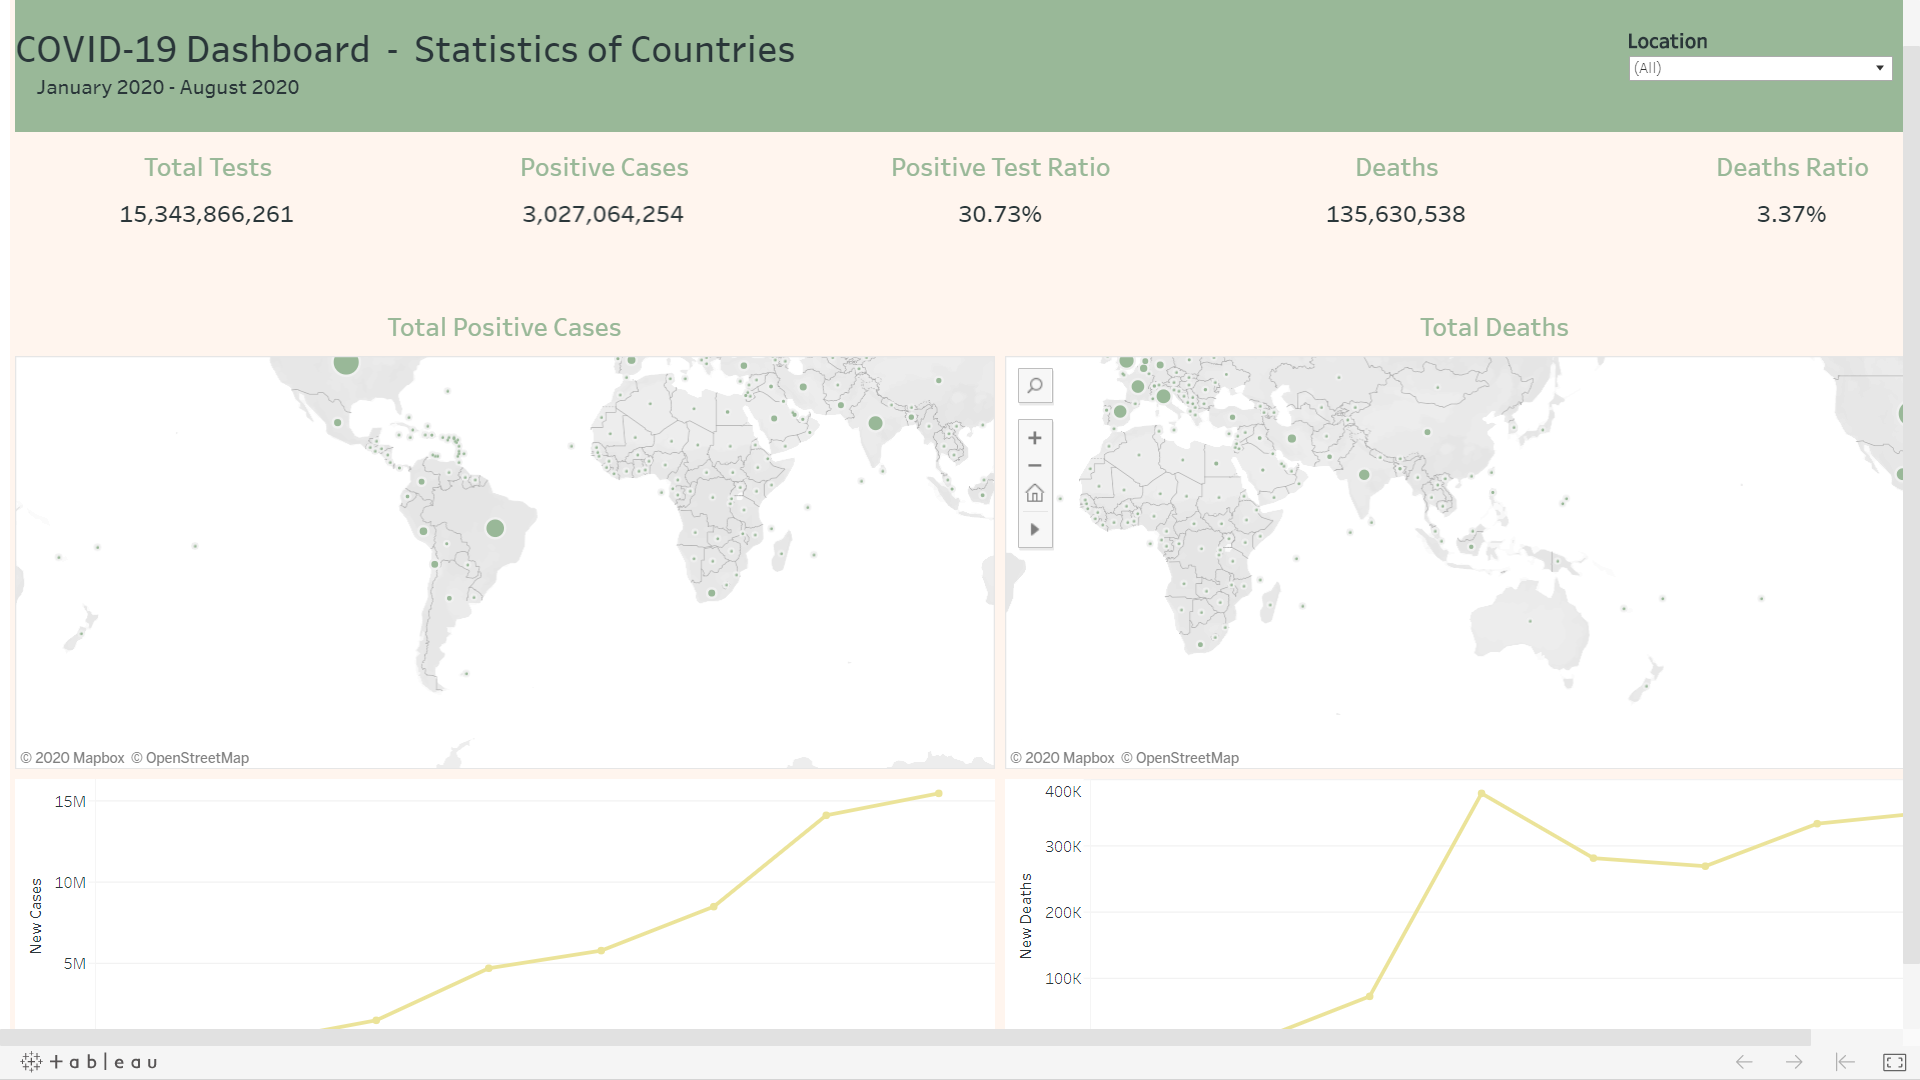 COVID-19 Dashboard - Statistics of Countries
January 2020 - August 2020
Location
(All)
Total Tests
15,343,866,261
Positive Cases
3,027,064,254
Positive Test Ratio
30.73%
Deaths
135,630,538
Deaths Ratio
3.37%
Total Positive Cases
Total Deaths
© 2020 Mapbox © OpenStreetMap
© 2020 Mapbox © OpenStreetMap
New Cases
15M
10M
5M
New Deaths
400K
300K
200K
100K
tableau